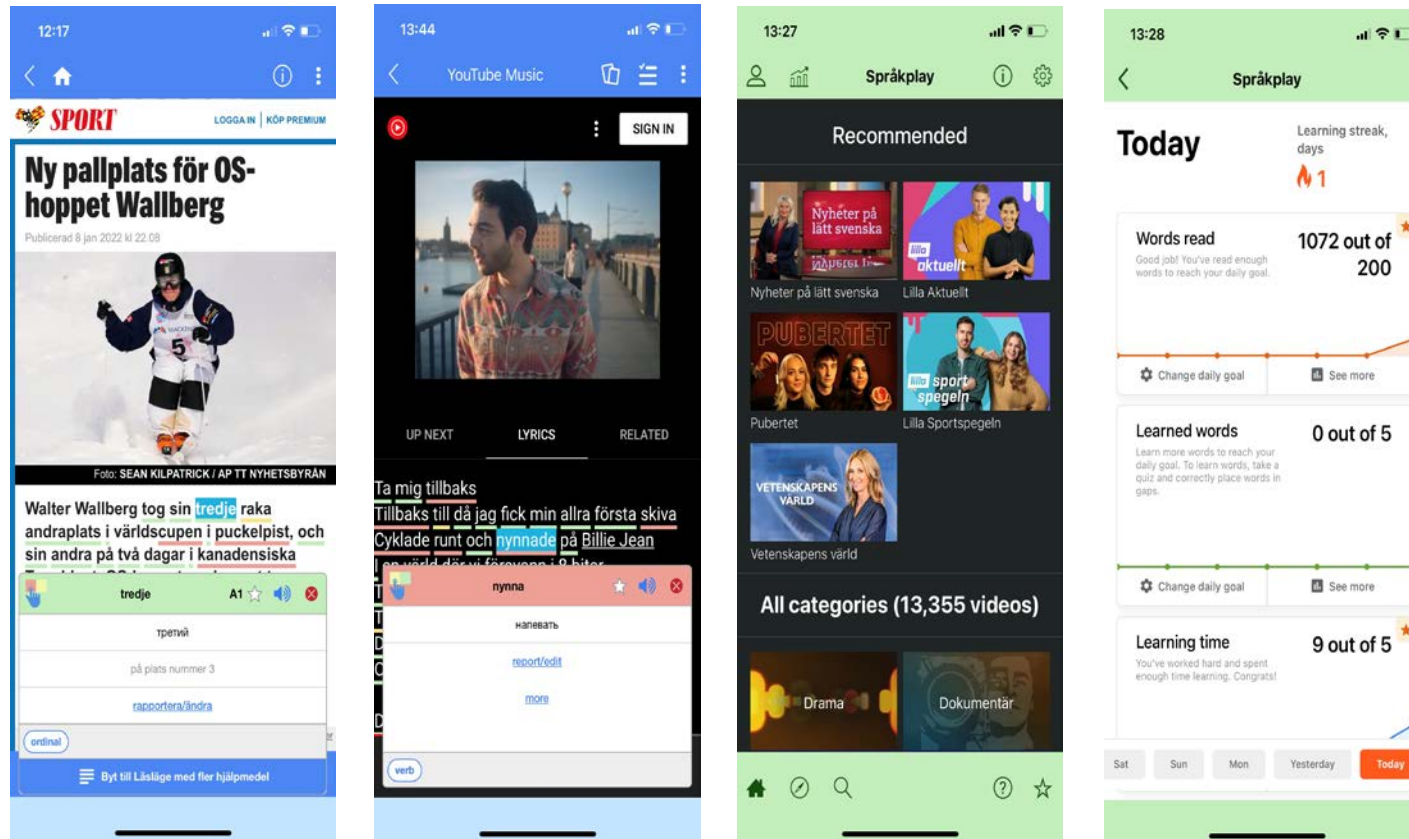 12:17
SPORT
LOGGA IN | KÖP PREMIUM
Ny pallplats för OS-
hoppet Wallberg
Publicerad 8 jan 2022 kl 22.08
5
Foto: SEAN KILPATRICK / AP TT NYHETSBYRÅN
Walter Wallberg tog sin tredje raka
andraplats i världscupen i puckelpist, och
sin andra på två dagar i kanadensiska
tredje A1
третий
på plats nummer 3
rapportera/ändra
ordinal
Byt till Läsläge med fler hjälpmedel
13:44
YouTube Music
SIGN IN
UP NEXT LYRICS RELATED
Ta mig tillbaks
Tillbaks till då jag fick min allra första skiva
Cyklade runt och nynnade på Billie Jean
I en värld där vi försvann i 8 bitar
nynna
напевать
report/edit
more
verb
13:27
Språkplay
Recommended
Nyheter på
lätt svenska
lilla
aktuellt
Nyheter på lätt svenska Lilla Aktuellt
PUBERTET
lilla sport
spegeln
Pubertet Lilla Sportspegeln
VETENSKAPENS
VÄRLD
Vetenskapens värld
All categories (13,355 videos)
Drama Dokumentär
13:28
Språkplay
Today
Learning streak,
days
1
Words read 1072 out of
200
Good job! You've read enough
words to reach your daily goal.
Change daily goal See more
Learned words 0 out of 5
Learn more words to reach your
daily goal. To learn words, take a
quiz and correctly place words in
gaps.
Change daily goal See more
Learning time 9 out of 5
You've worked hard and spent
enough time learning. Congrats!
Sat Sun Mon Yesterday Today